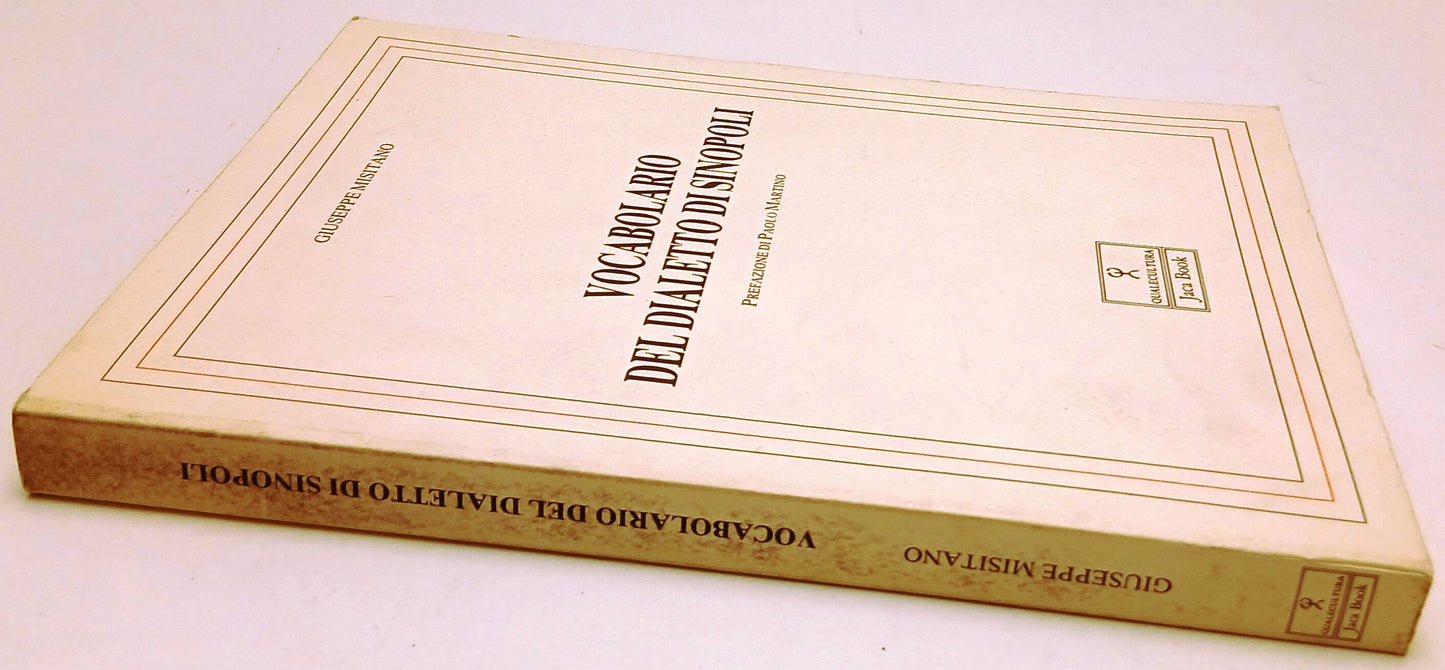 GIUSEPPE MISITANO
VOCABOLARIO
DEL DIALETTO DI SINOPOLI
PREFAZIONE DI PAOLO MARTINO
QUALECULTURA
Jaca Book
VOCABOLARIO DEL DIALETTO DI SINOPOLI
GIUSEPPE MISITANO
QUALECULTURA
Jaca Book